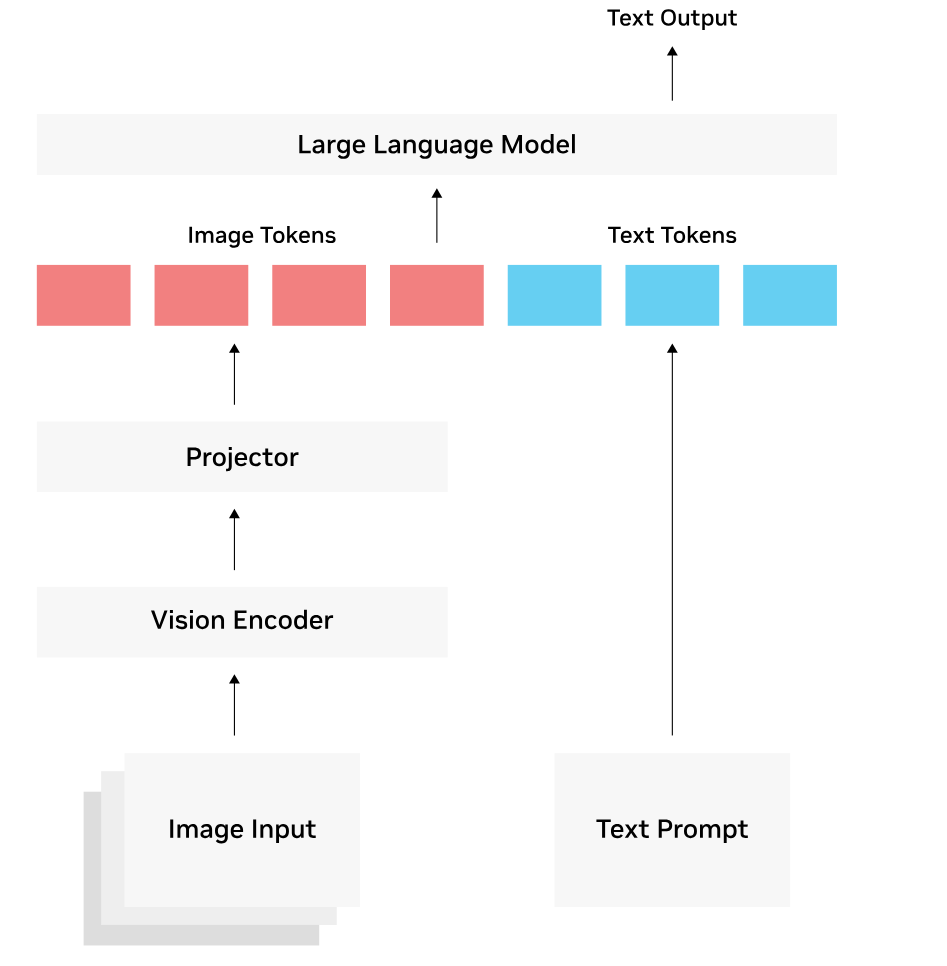 Text Output
Large Language Model
Image Tokens
Text Tokens
Projector
Vision Encoder
Image Input
Text Prompt